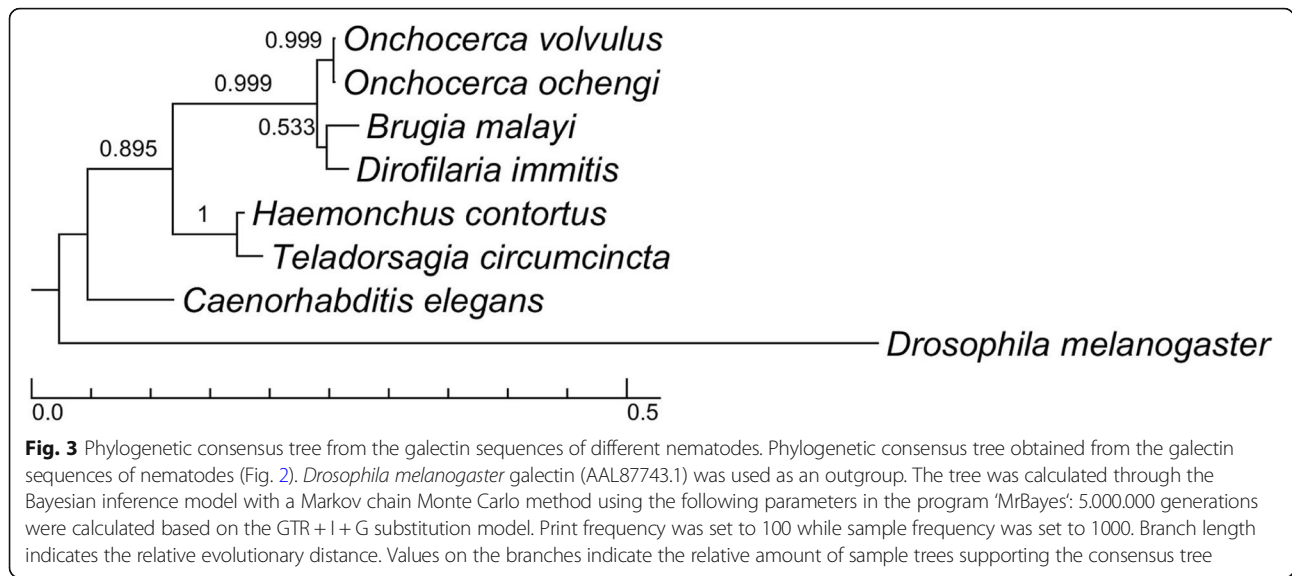 0.999
Onchocerca volvulus
Onchocerca ochengi
0.999
0.533
Brugia malayi
0.895
Dirofilaria immitis
1
Haemonchus contortus
Teladorsagia circumcincta
Caenorhabditis elegans
Drosophila melanogaster
0.0 0.5
Fig. 3 Phylogenetic consensus tree from the galectin sequences of different nematodes. Phylogenetic consensus tree obtained from the galectin
sequences of nematodes (Fig. 2). Drosophila melanogaster galectin (AAL87743.1) was used as an outgroup. The tree was calculated through the
Bayesian inference model with a Markov chain Monte Carlo method using the following parameters in the program ‘MrBayes‘: 5.000.000 generations
were calculated based on the GTR + I + G substitution model. Print frequency was set to 100 while sample frequency was set to 1000. Branch length
indicates the relative evolutionary distance. Values on the branches indicate the relative amount of sample trees supporting the consensus tree